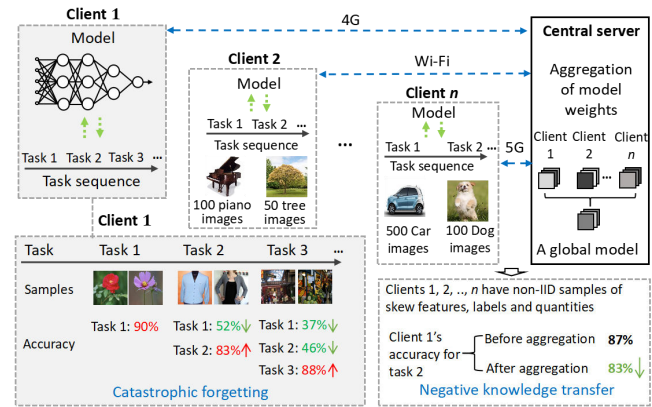 Client 1
Model
Task 1 Task 2 Task 3 ...
Task sequence
4G
Client 2
Model
Task 1 Task 2 ...
Task sequence
100 piano
images
50 tree
images
...
Wi-Fi
Client n
Model
Task 1 Task 2 ...
Task sequence
500 Car
images
100 Dog
images
5G
Central server
Aggregation
of model
weights
Client Client Client
1 2 ... n
...
A global model
Client 1
Task Task 1 Task 2 Task 3 ...
Samples
Accuracy
Task 1: 90%
Task 1: 52%↓
Task 2: 83%↑
Task 1: 37%↓
Task 2: 46%↓
Task 3: 88%↑
Catastrophic forgetting
Clients 1, 2, .., n have non-IID samples of
skew features, labels and quantities
Client 1's
accuracy for
task 2
Before aggregation 87%
After aggregation 83%↓
Negative knowledge transfer